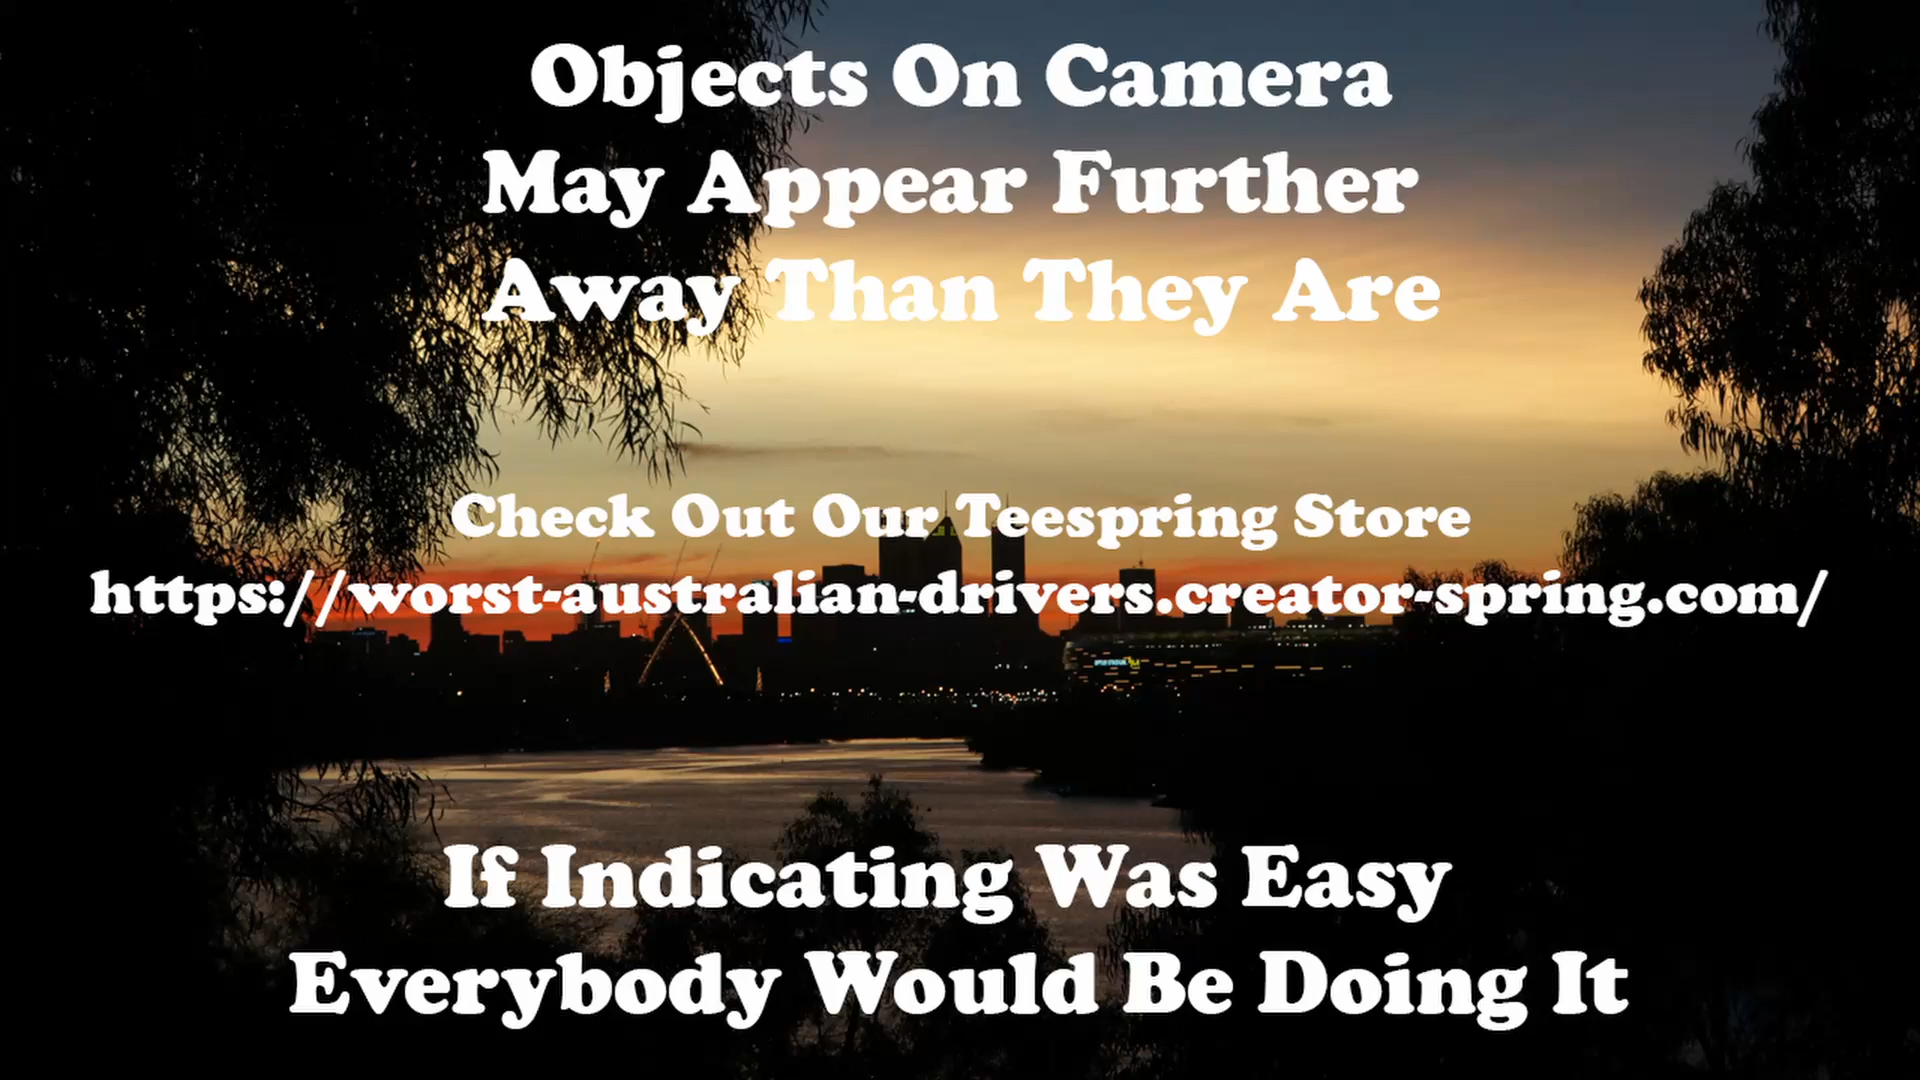 Objects On Camera
May Appear Further
Away Than They Are
Check Out Our Teespring Store
https://worst-australian-drivers.creator-spring.com/
If Indicating Was Easy
Everybody Would Be Doing It